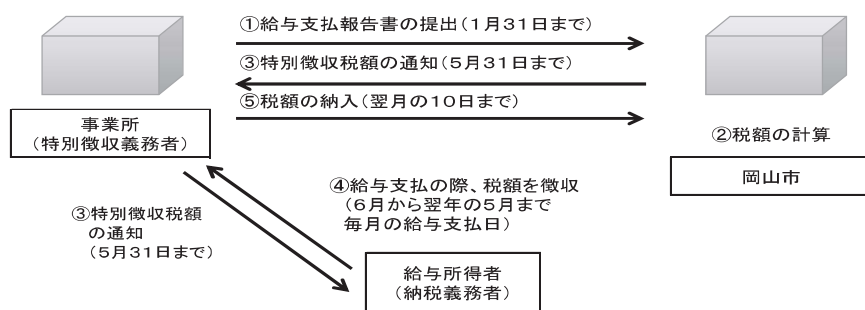 ①給与支払報告書の提出(1月31日まで)
③特別徴収税額の通知(5月31日まで)
⑤税額の納入(翌月の10日まで)
事業所
(特別徴収義務者)
②税額の計算
岡山市
④給与支払の際、税額を徴収
(6月から翌年の5月まで
毎月の給与支払日)
③特別徴収税額
の通知
(5月31日まで)
給与所得者
(納税義務者)